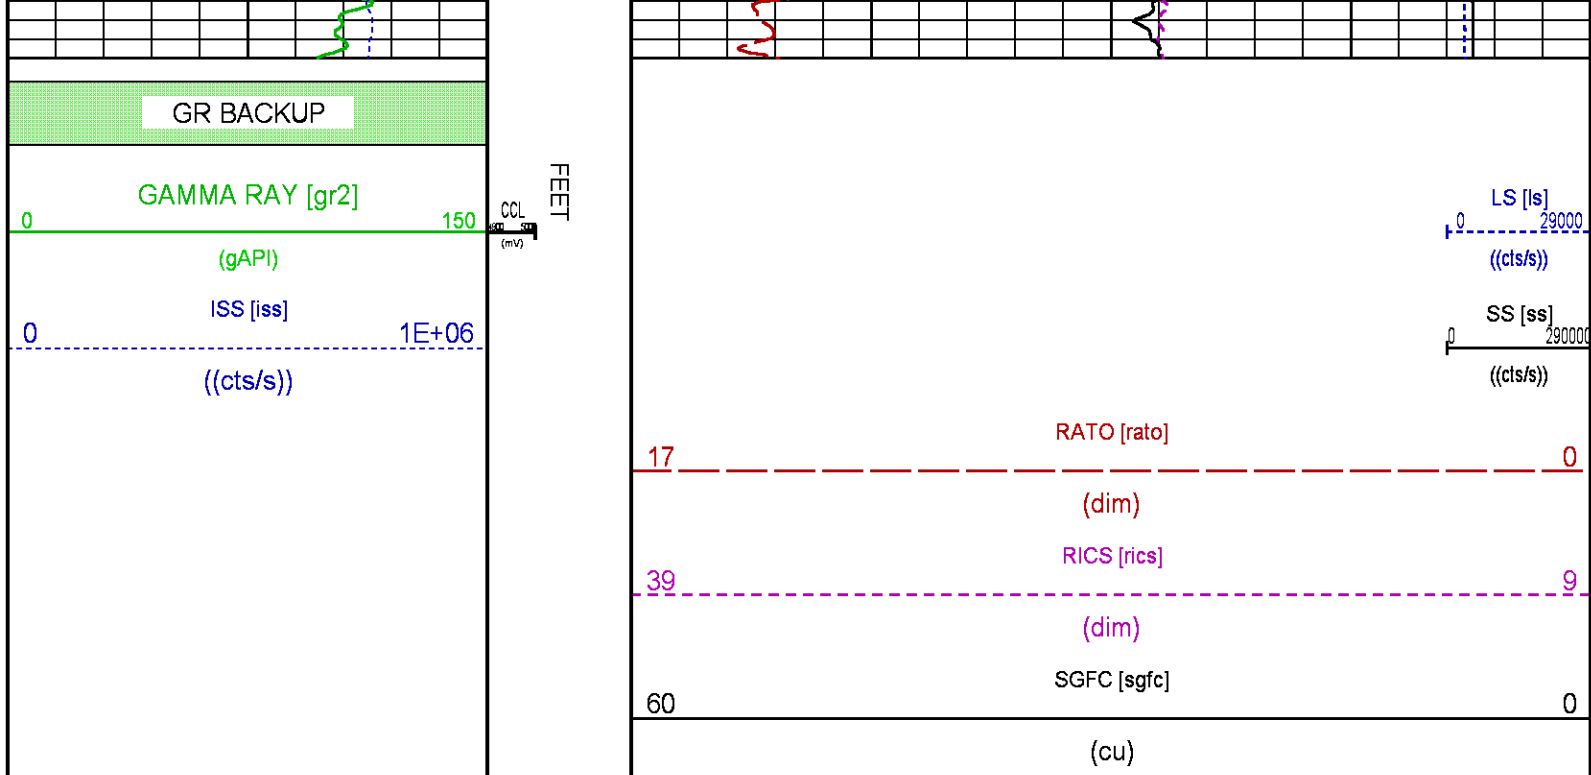 GR BACKUP
FEET
GAMMA RAY [gr2]
0 150
(gAPI)
CCL
(mV)
ISS [iss]
0 1E+06
((cts/s))
LS [ls]
0 29000
((cts/s))
SS [ss]
0 290000
((cts/s))
RATO [rato]
17 0
(dim)
RICS [rics]
39 9
(dim)
SGFC [sgfc]
60 0
(cu)